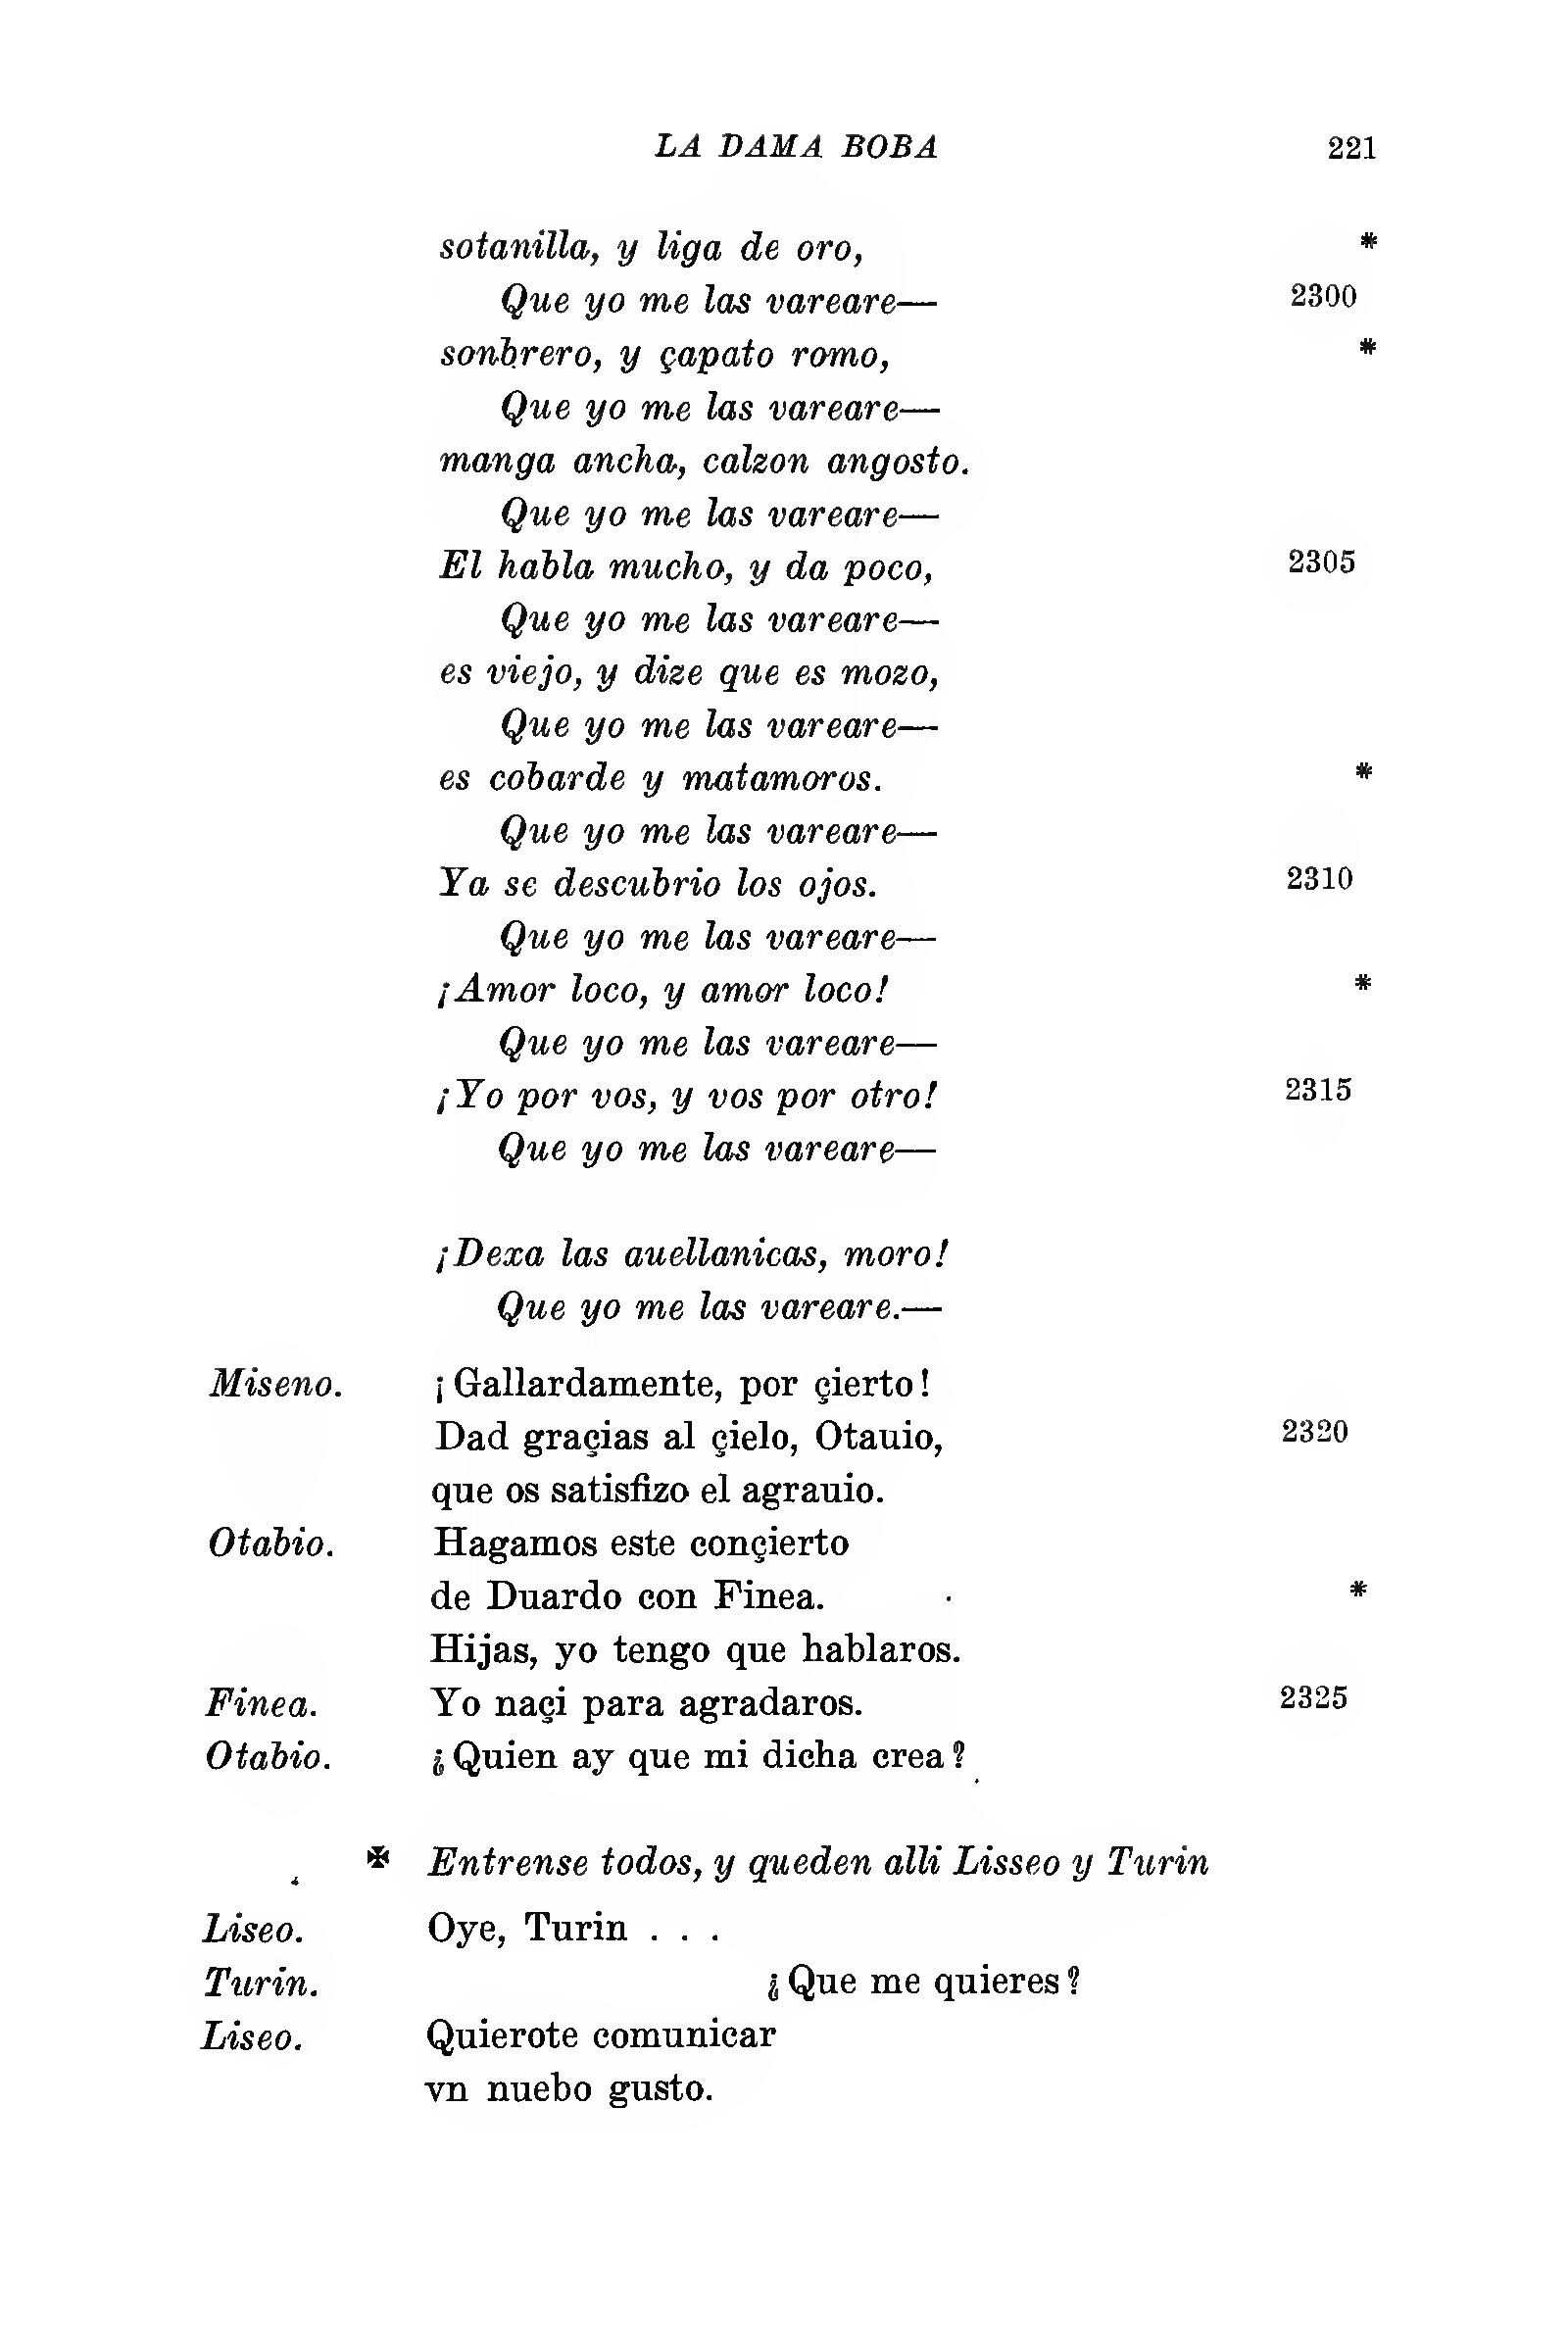 LA DAMA BOBA 221
sotanilla, y liga de oro, *
Que yo me las vareare— 2300
sonbrero, y çapato romo, *
Que yo me las vareare—
manga ancha, calzon angosto.
Que yo me las vareare—
El habla mucho, y da poco, 2305
Que yo me las vareare—
es viejo, y dize que es mozo,
Que yo me las vareare—
es cobarde y matamoros. *
Que yo me las vareare—
Ya se descubrio los ojos. 2310
Que yo me las vareare—
¡Amor loco, y amor loco! *
Que yo me las vareare—
¡Yo por vos, y vos por otro! 2315
Que yo me las vareare—
¡Dexa las auellanicas, moro!
Que yo me las vareare.—
Miseno. ¡Gallardamente, por çierto!
Dad graçias al çielo, Otauio, 2320
que os satisfizo el agrauio.
Otabio. Hagamos este conçierto
de Duardo con Finea. *
Hijas, yo tengo que hablaros.
Finea. Yo naçi para agradaros. 2325
Otabio. ¿Quien ay que mi dicha crea?
✠ Entrense todos, y queden alli Lisseo y Turin
Liseo. Oye, Turin . . .
Turin. ¿Que me quieres?
Liseo. Quierote comunicar
vn nuebo gusto.